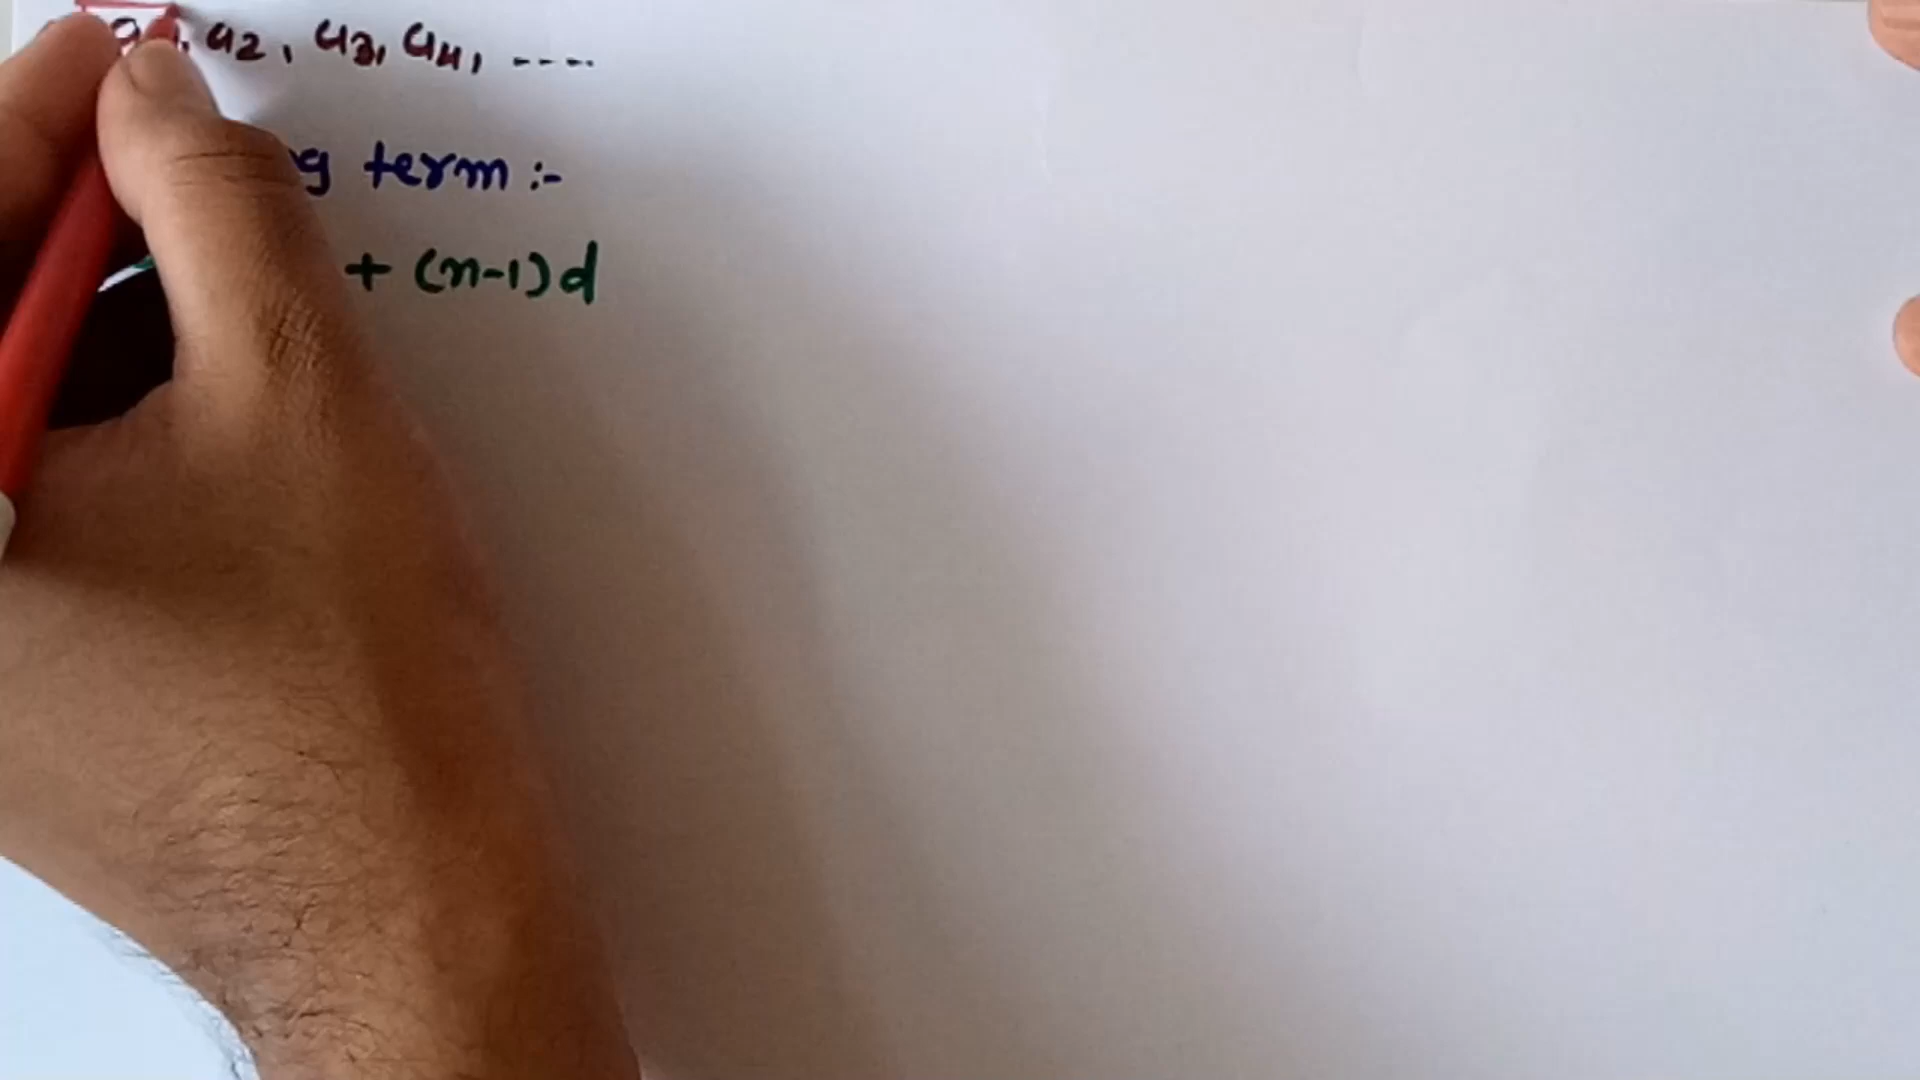 a2, a3, a4, ----
term :-
+ (n-1)d